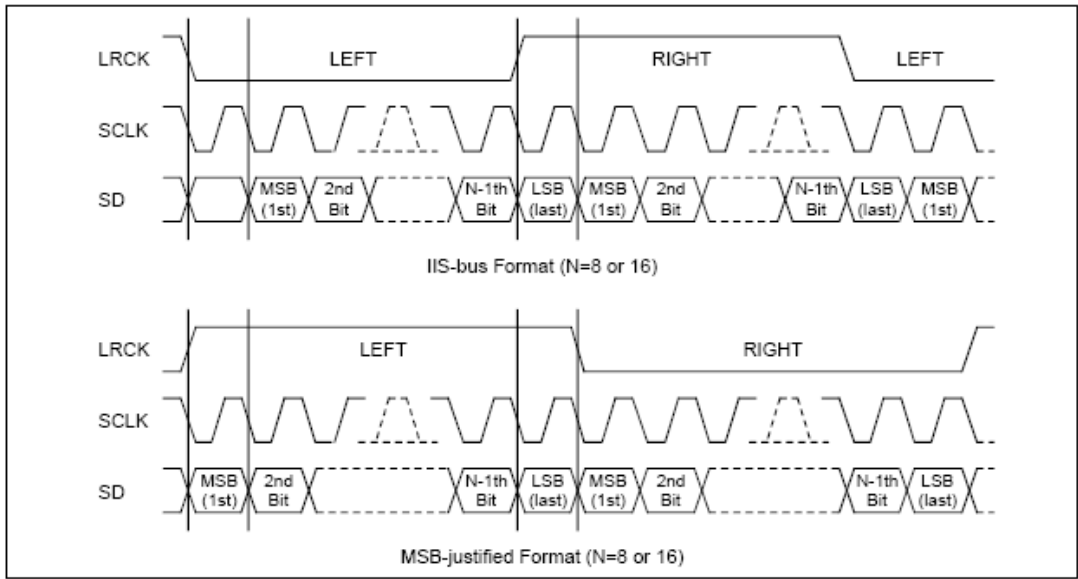 LRCK LEFT RIGHT LEFT
SCLK
SD MSB (1st) 2nd Bit N-1th Bit LSB (last) MSB (1st) 2nd Bit N-1th Bit LSB (last) MSB (1st)
IIS-bus Format (N=8 or 16)
LRCK LEFT RIGHT
SCLK
SD MSB (1st) 2nd Bit N-1th Bit LSB (last) MSB (1st) 2nd Bit N-1th Bit LSB (last)
MSB-justified Format (N=8 or 16)